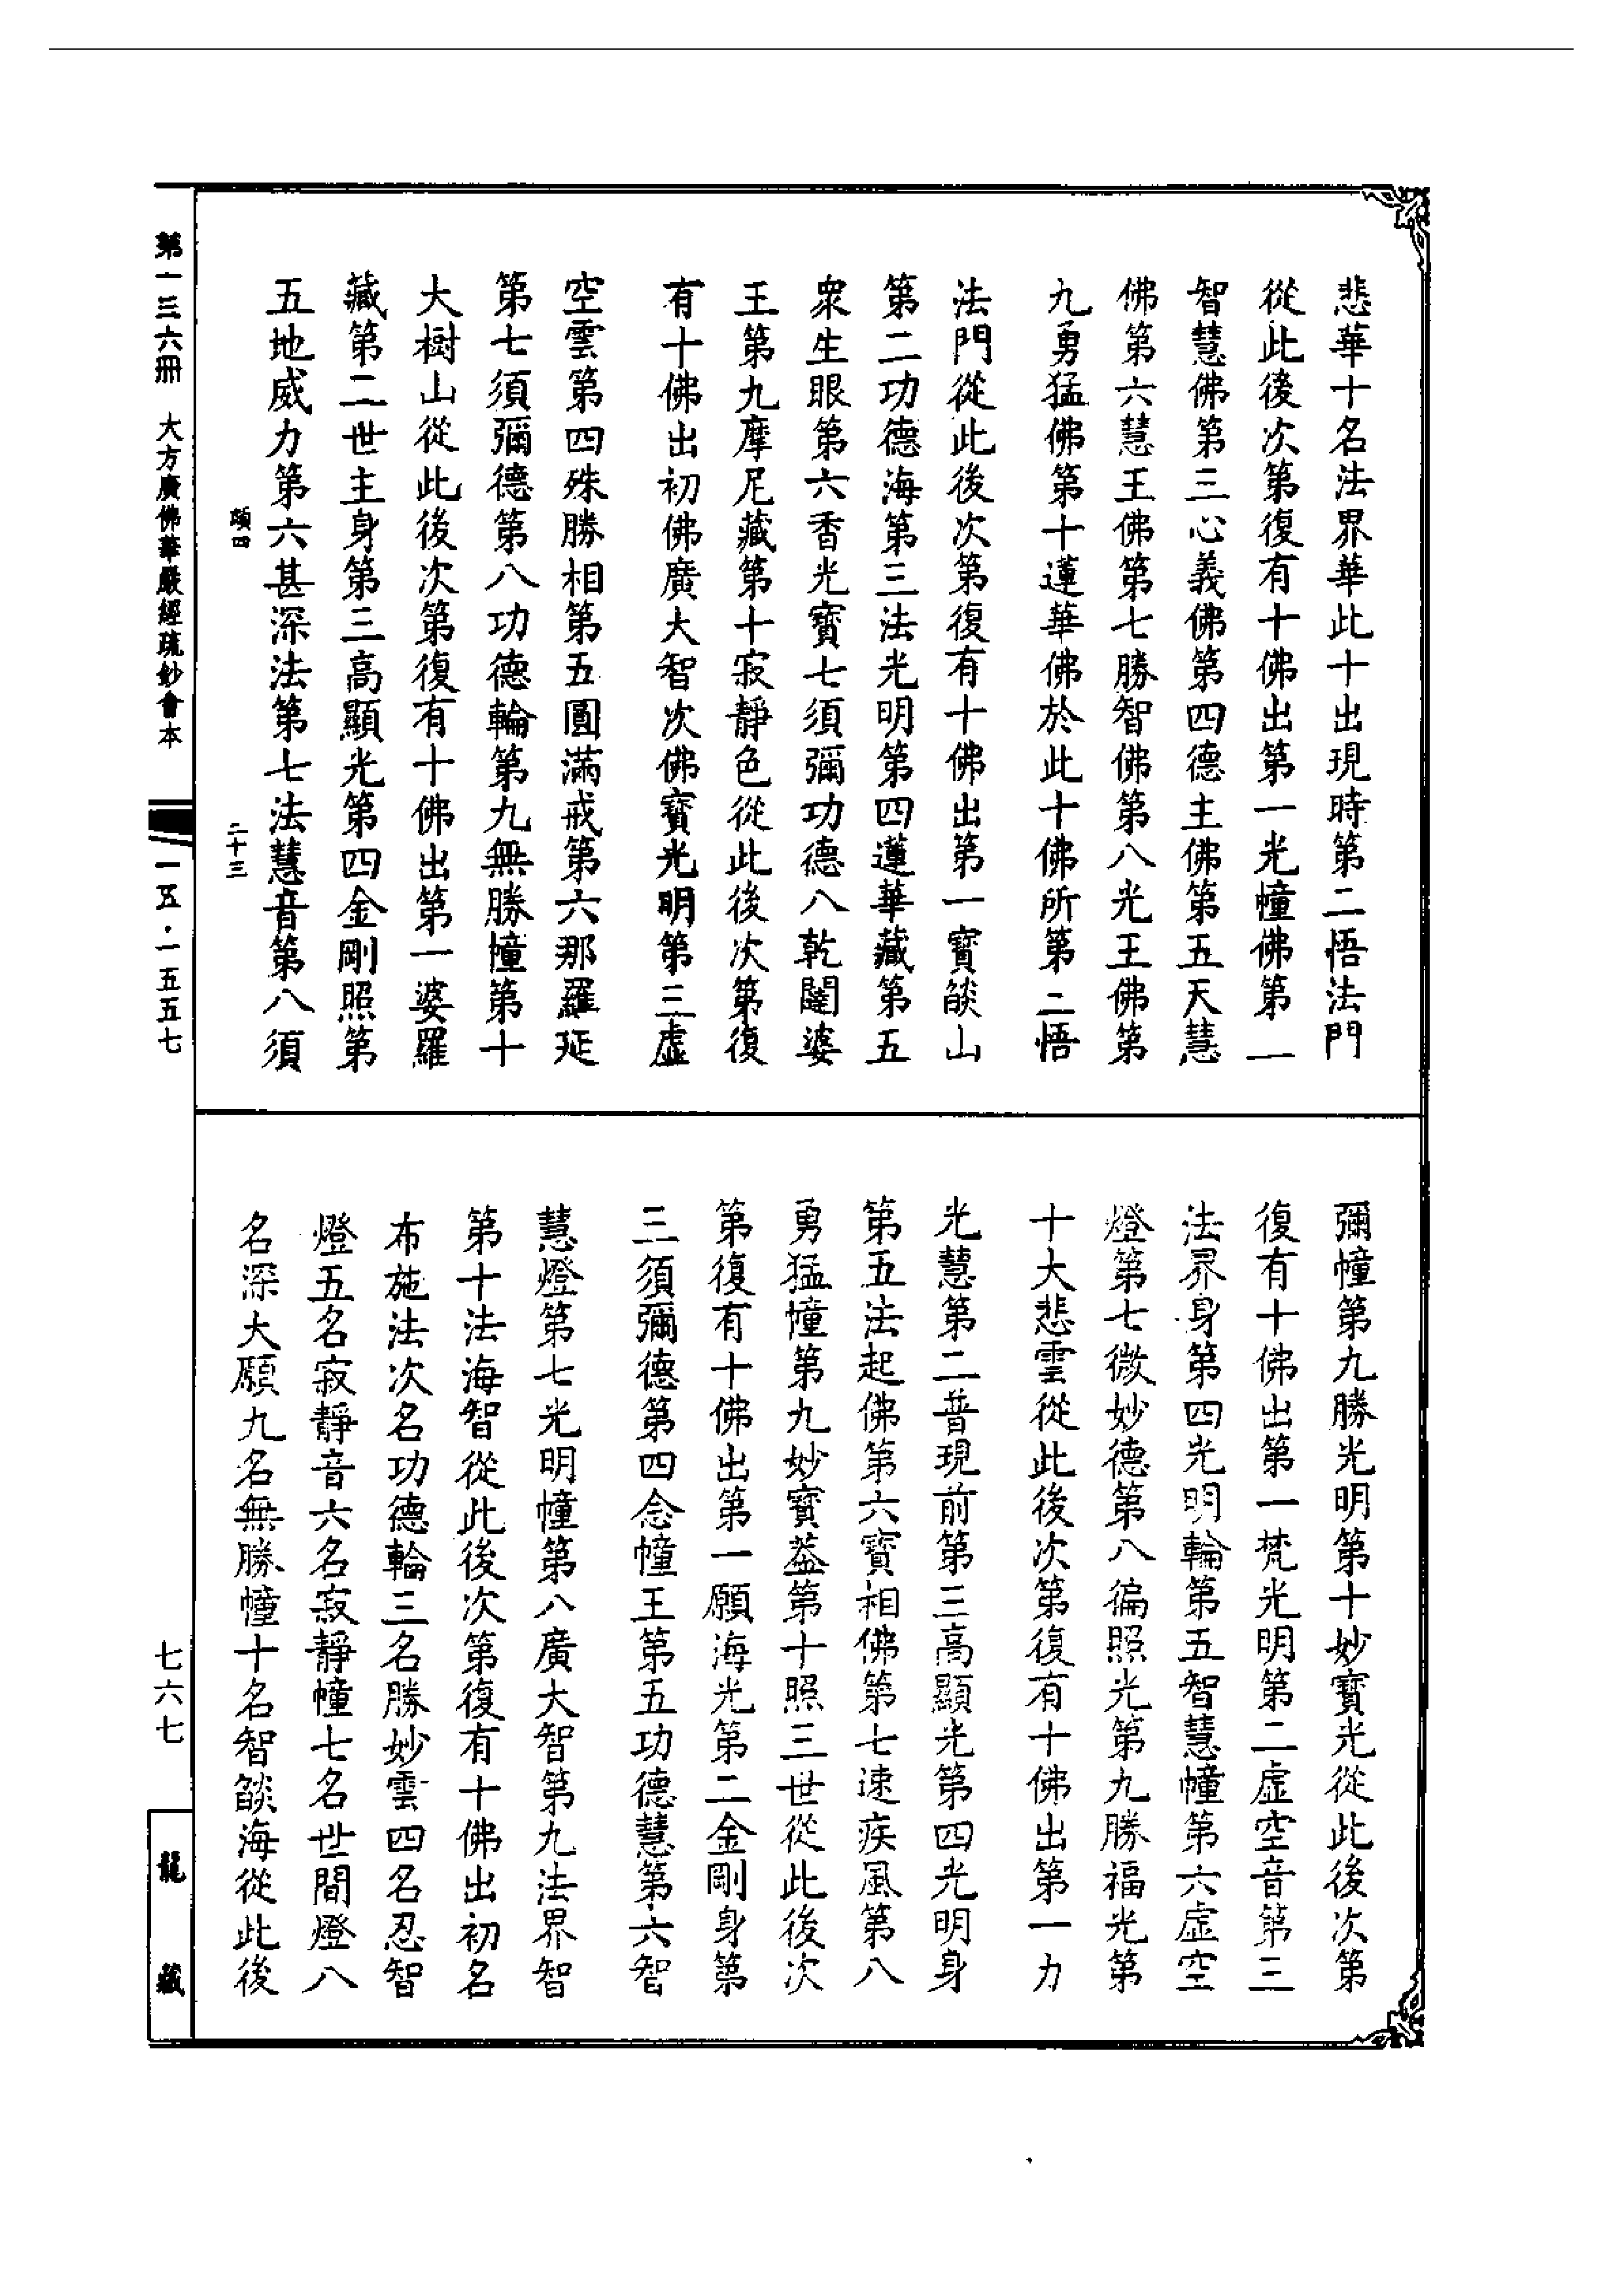 悲華十名法界華此十出現時第二悟法門
從此後次第復有十佛出第一光幢佛第一
智慧佛第三心義佛第四德主佛第五天慧
佛第六慧王佛第七勝智佛第八光王佛第
九勇猛佛第十蓮華佛於此十佛所第二悟
法門從此後次第復有十佛出第一寶燄山
第二功德海第三法光明第四蓮華藏第五
衆生眼第六香光寶七須彌功德八乾闥婆
王第九摩尼藏第十寂靜色從此後次第復
有十佛出初佛廣大智次佛寶光明第三虛
空雲第四殊勝相第五圓滿戒第六那羅延
第七須彌德第八功德輪第九無勝幢第十
大樹山從此後次第復有十佛出第一婆羅
藏第二世主身第三高顯光第四金剛照第
五地威力第六甚深法第七法慧音第八須
頗四 二十三
彌幢第九勝光明第十妙寶光從此後次第
復有十佛出第一梵光明第二虛空音第三
法界身第四光明輪第五智慧幢第六虛空
燈第七微妙德第八徧照光第九勝福光第
十大悲雲從此後次第復有十佛出第一力
光慧第二普現前第三高顯光第四光明身
第五法起佛第六寶相佛第七速疾風第八
勇猛幢第九妙寶蓋第十照三世從此後次
第復有十佛出第一願海光第二金剛身第
三須彌德第四念幢王第五功德慧第六智
慧燈第七光明幢第八廣大智第九法界智
第十法海智從此後次第復有十佛出初名
布施法次名功德輪三名勝妙雲四名忍智
燈五名寂靜音六名寂靜幢七名世間燈八
名深大願九名無勝幢十名智燄海從此後
第一三六冊 大方廣佛華嚴經疏鈔會本 一五·一五五七 七六七 龍藏